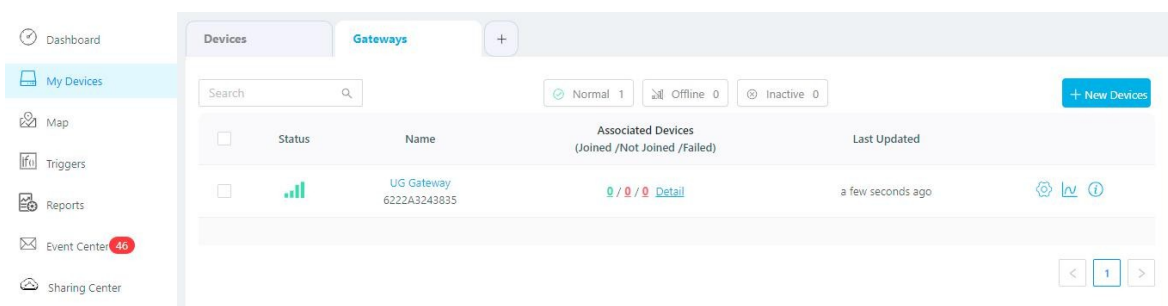 Dashboard
My Devices
Map
Triggers
Reports
Event Center 46
Sharing Center
Devices
Gateways
+
Search
Normal 1
Offline 0
Inactive 0
+ New Devices
Status
Name
Associated Devices
(Joined /Not Joined /Failed)
Last Updated
UG Gateway
6222A3243835
0 / 0 / 0 Detail
a few seconds ago
< 1 >